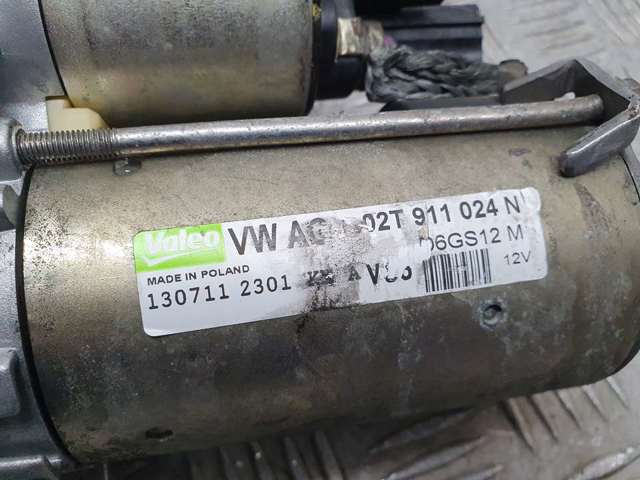 Valeo VW AG 02T 911 024 N
D6GS12 M
MADE IN POLAND
130711 2301
12V